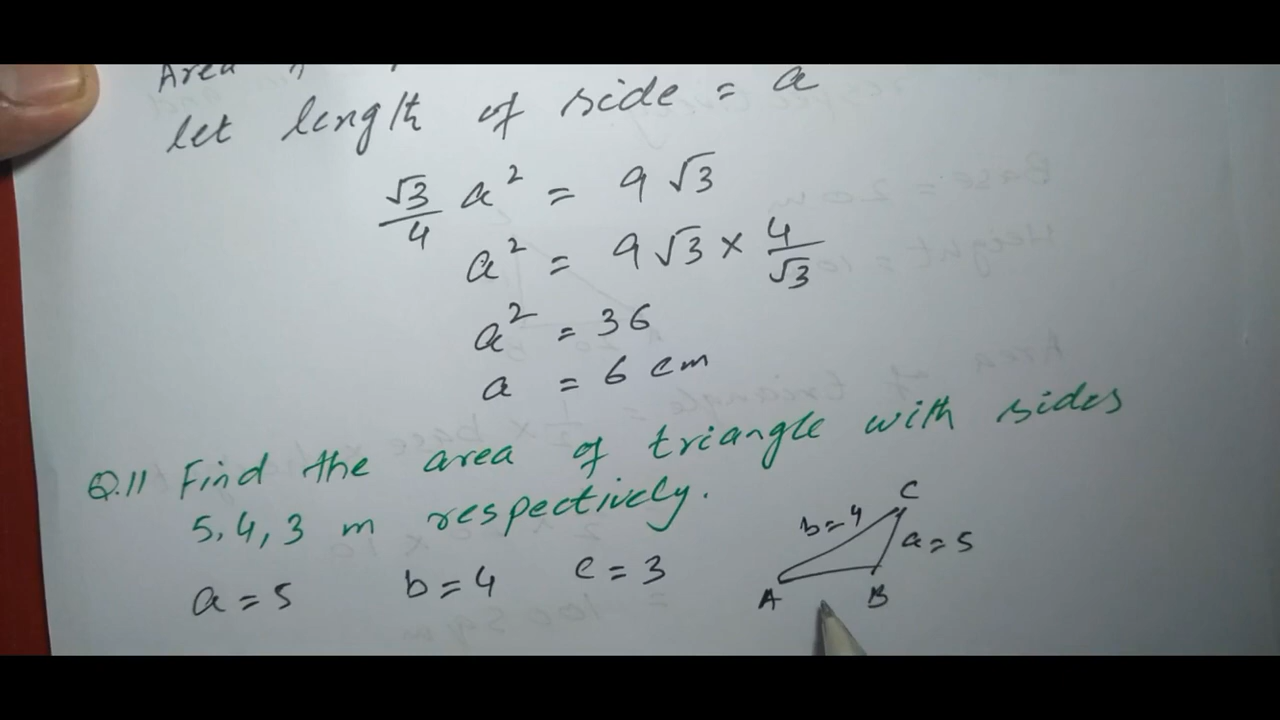 Area
let length of side = a
√3/4 a² = 9√3
a² = 9√3 × 4/√3
a² = 36
a = 6 cm
Q.11 Find the area of triangle with sides
5, 4, 3 m respectively.
a = 5 b = 4 c = 3
C
b = 4
a = 5
A B